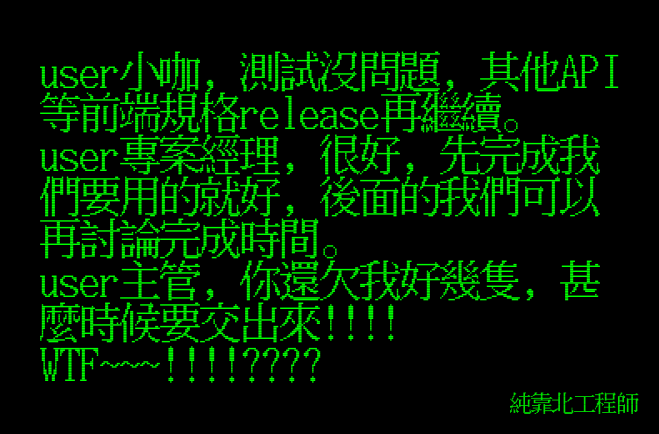 user小咖, 測試沒問題, 其他API
等前端規格release再繼續。
user專案經理, 很好, 先完成我
們要用的就好, 後面的我們可以
再討論完成時間。
user主管, 你還欠我好幾隻, 甚
麼時候要交出來!!!!
WTF~~~!!!!????
純靠北工程師